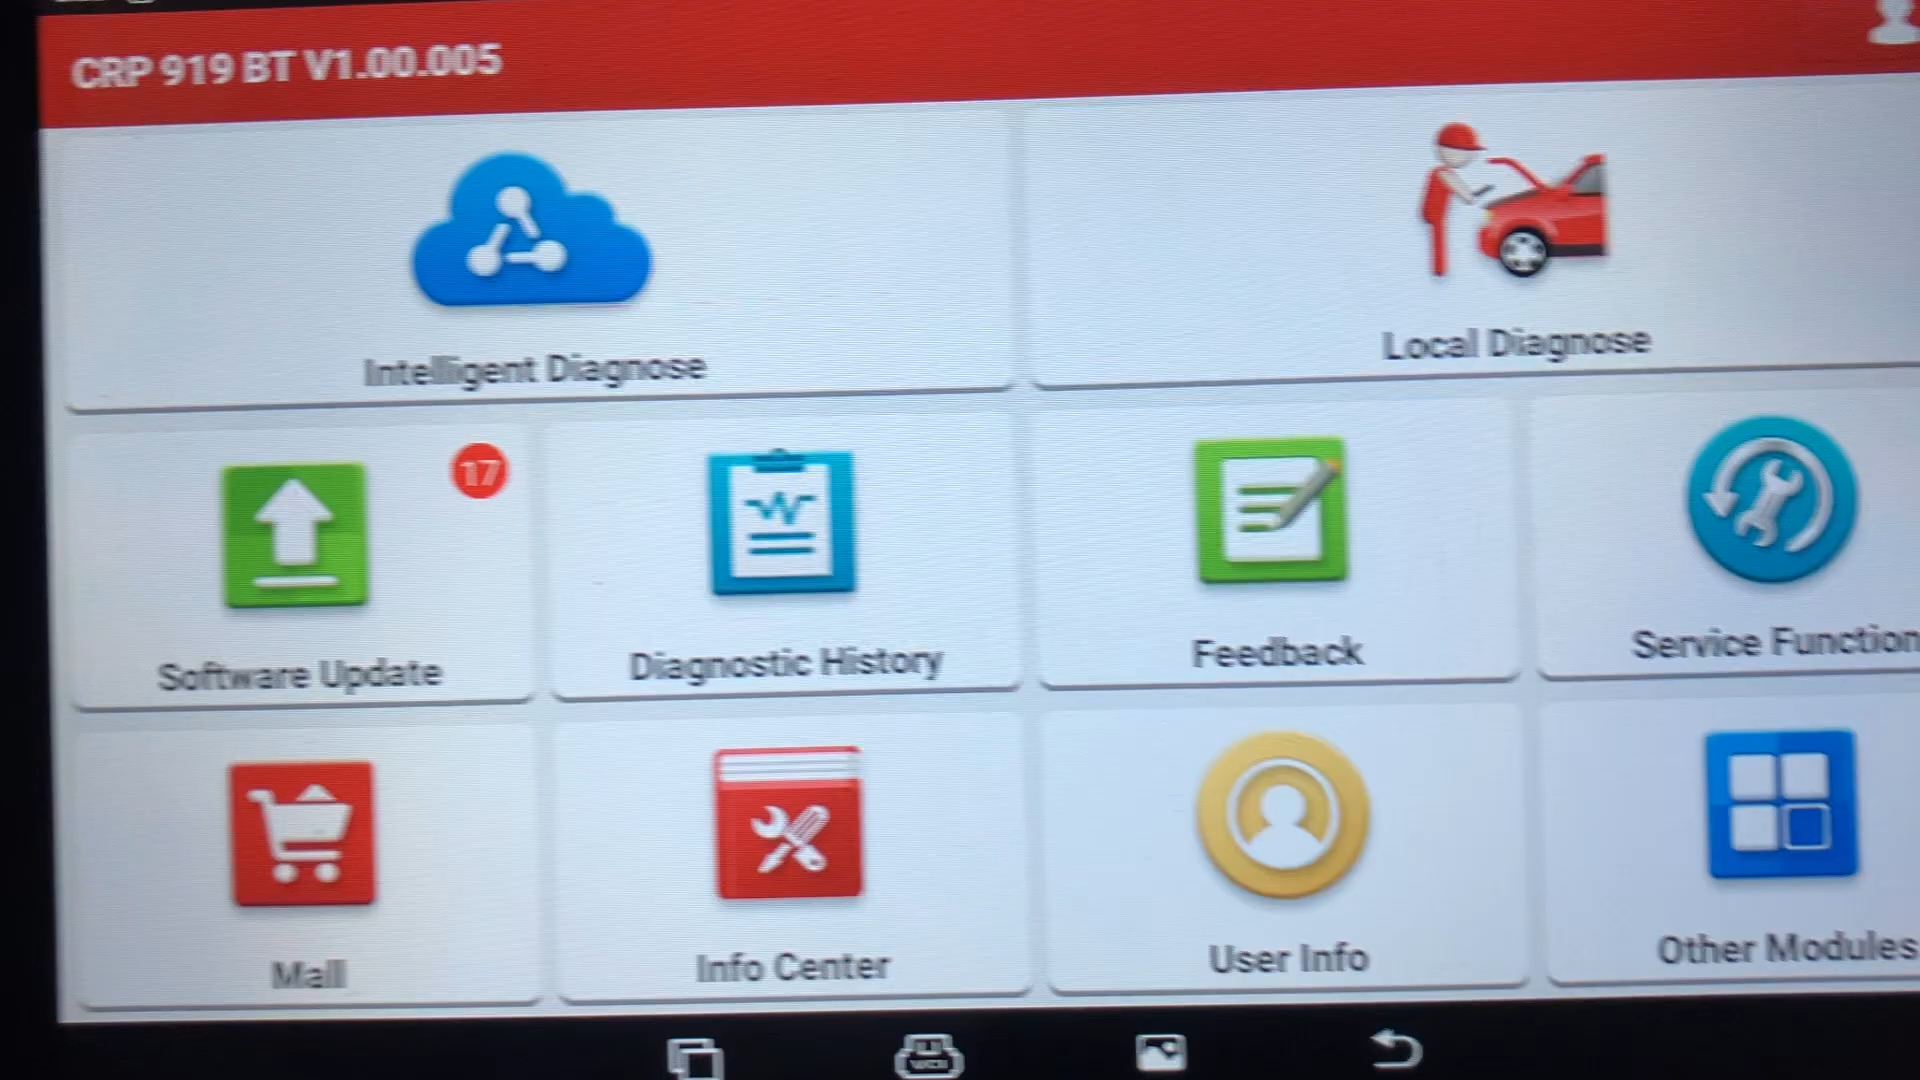 CRP 919 BT V1.00.005
Intelligent Diagnose
Local Diagnose
17
Software Update
Diagnostic History
Feedback
Service Function
Mall
Info Center
User Info
Other Modules
VCI